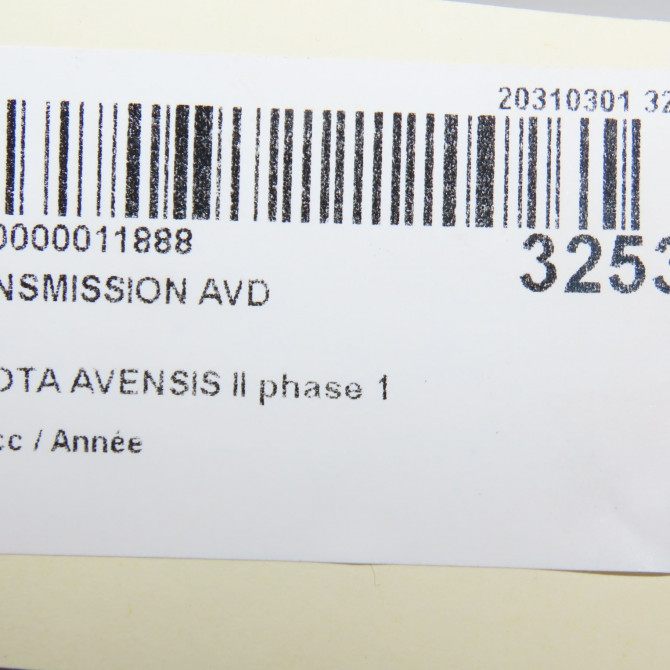 20310301 32
0000011888
3253
NSMISSION AVD
OTA AVENSIS II phase 1
cc / Année